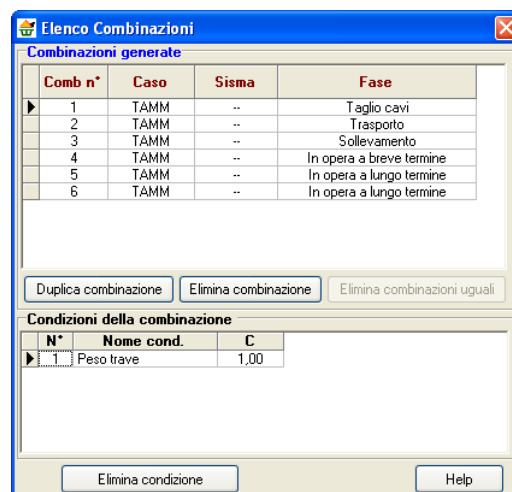 Elenco Combinazioni
Combinazioni generate
Comb n° Caso Sisma Fase
1 TAMM -- Taglio cavi
2 TAMM -- Trasporto
3 TAMM -- Sollevamento
4 TAMM -- In opera a breve termine
5 TAMM -- In opera a lungo termine
6 TAMM -- In opera a lungo termine
Duplica combinazione Elimina combinazione Elimina combinazioni uguali
Condizioni della combinazione
N° Nome cond. C
1 Peso trave 1,00
Elimina condizione Help